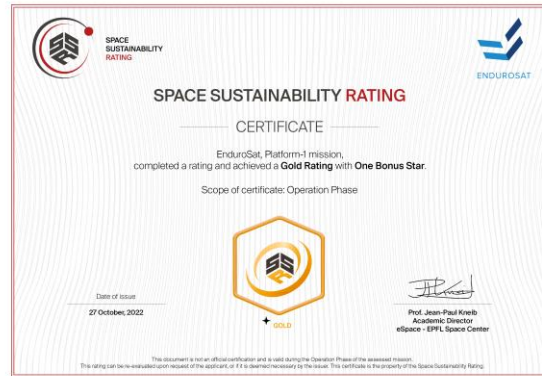 SPACE
SUSTAINABILITY
RATING
ENDUROSAT
SPACE SUSTAINABILITY RATING
CERTIFICATE
EnduroSat, Platform-1 mission,
completed a rating and achieved a Gold Rating with One Bonus Star.
Scope of certificate: Operation Phase
SSR
Date of issue
27 October, 2022
GOLD
Prof. Jean-Paul Kneib
Academic Director
eSpace - EPFL Space Center
This document is not an official certification and is valid during the Operation Phase of the assessed mission.
This rating can be re-evaluated upon request of the applicant, or if it is deemed necessary by the issuer. This certificate is the property of the Space Sustainability Rating.